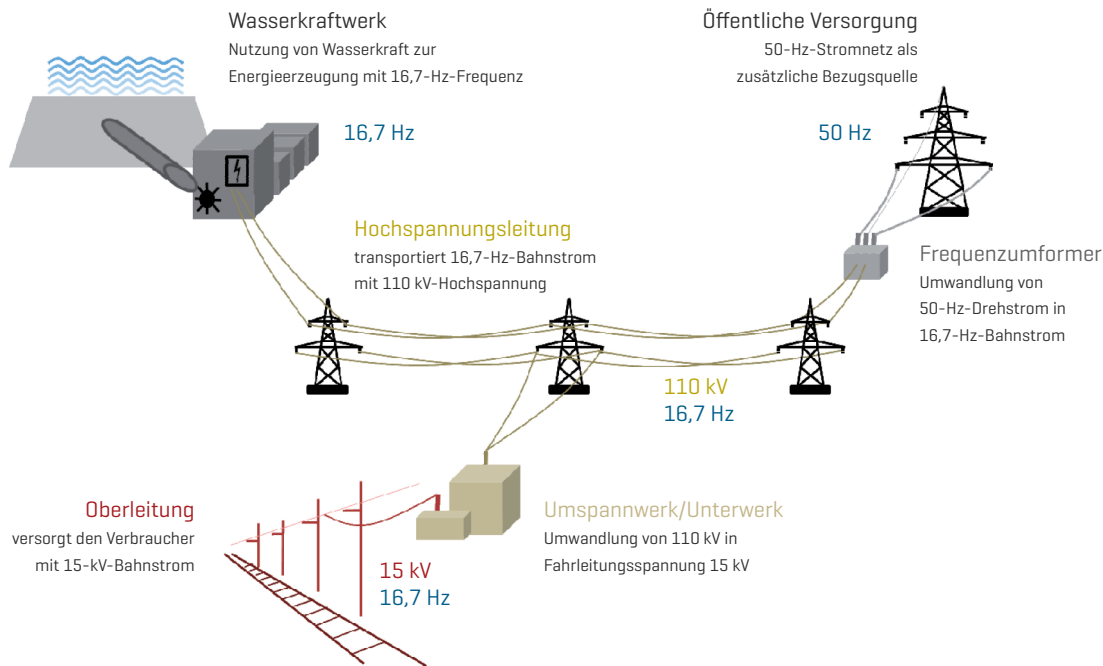 Wasserkraftwerk
Nutzung von Wasserkraft zur
Energieerzeugung mit 16,7-Hz-Frequenz
16,7 Hz
Öffentliche Versorgung
50-Hz-Stromnetz als
zusätzliche Bezugsquelle
50 Hz
Hochspannungsleitung
transportiert 16,7-Hz-Bahnstrom
mit 110 kV-Hochspannung
Frequenzumformer
Umwandlung von
50-Hz-Drehstrom in
16,7-Hz-Bahnstrom
110 kV
16,7 Hz
Oberleitung
versorgt den Verbraucher
mit 15-kV-Bahnstrom
15 kV
16,7 Hz
Umspannwerk/Unterwerk
Umwandlung von 110 kV in
Fahrleitungsspannung 15 kV